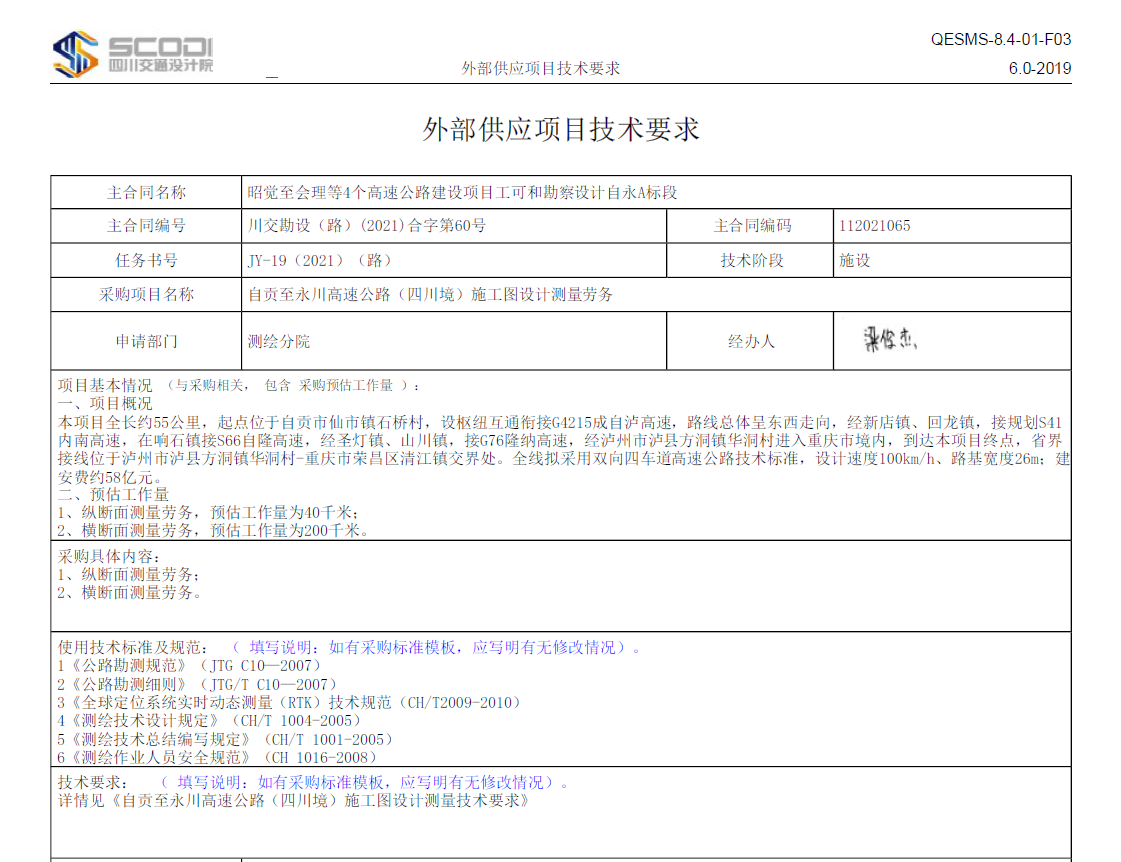 SCODI
四川交通设计院
QESMS-8.4-01-F03
外部供应项目技术要求
6.0-2019
外部供应项目技术要求
主合同名称 昭觉至会理等4个高速公路建设项目工可和勘察设计自永A标段
主合同编号 川交勘设（路）(2021)合字第60号 主合同编码 112021065
任务书号 JY-19（2021）（路） 技术阶段 施设
采购项目名称 自贡至永川高速公路（四川境）施工图设计测量劳务
申请部门 测绘分院 经办人 梁俊杰
项目基本情况 （与采购相关， 包含 采购预估工作量 ）：
一、项目概况
本项目全长约55公里，起点位于自贡市仙市镇石桥村，设枢纽互通衔接G4215成自泸高速，路线总体呈东西走向，经新店镇、回龙镇，接规划S41
内南高速，在响石镇接S66自隆高速，经圣灯镇、山川镇，接G76隆纳高速，经泸州市泸县方洞镇华洞村进入重庆市境内，到达本项目终点，省界
接线位于泸州市泸县方洞镇华洞村-重庆市荣昌区清江镇交界处。全线拟采用双向四车道高速公路技术标准，设计速度100km/h、路基宽度26m；建
安费约58亿元。
二、预估工作量
1、纵断面测量劳务，预估工作量为40千米；
2、横断面测量劳务，预估工作量为200千米。
采购具体内容：
1、纵断面测量劳务；
2、横断面测量劳务。
使用技术标准及规范： （ 填写说明：如有采购标准模板，应写明有无修改情况）。
1《公路勘测规范》（JTG C10—2007）
2《公路勘测细则》（JTG/T C10—2007）
3《全球定位系统实时动态测量（RTK）技术规范（CH/T2009-2010）
4《测绘技术设计规定》（CH/T 1004-2005）
5《测绘技术总结编写规定》（CH/T 1001-2005）
6《测绘作业人员安全规范》（CH 1016-2008）
技术要求： （ 填写说明：如有采购标准模板，应写明有无修改情况）。
详情见《自贡至永川高速公路（四川境）施工图设计测量技术要求》